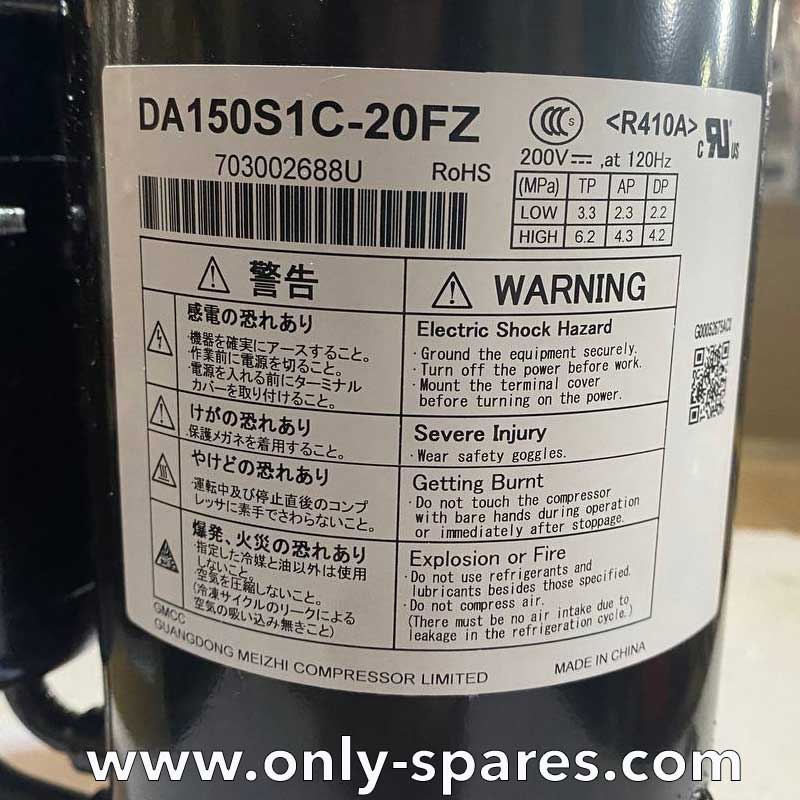 DA150S1C-20FZ
703002688U RoHS
CCC S <R410A> c RU US
200V⎓ ,at 120Hz
(MPa) TP AP DP
LOW 3.3 2.3 2.2
HIGH 6.2 4.3 4.2
警告
感電の恐れあり
・機器を確実にアースすること。
・作業前に電源を切ること。
・電源を入れる前にターミナル
カバーを取り付けること。
けがの恐れあり
・保護メガネを着用すること。
やけどの恐れあり
・運転中及び停止直後のコンプ
レッサに素手でさわらないこと。
爆発、火災の恐れあり
・指定した冷媒と油以外は使用
しないこと。
・空気を圧縮しないこと。
(冷凍サイクルのリークによる
空気の吸い込み無きこと)
WARNING
Electric Shock Hazard
・Ground the equipment securely.
・Turn off the power before work.
・Mount the terminal cover
before turning on the power.
Severe Injury
・Wear safety goggles.
Getting Burnt
・Do not touch the compressor
with bare hands during operation
or immediately after stoppage.
Explosion or Fire
・Do not use refrigerants and
lubricants besides those specified.
・Do not compress air.
(There must be no air intake due to
leakage in the refrigeration cycle.)
GMCC
GUANGDONG MEIZHI COMPRESSOR LIMITED
MADE IN CHINA
www.only-spares.com